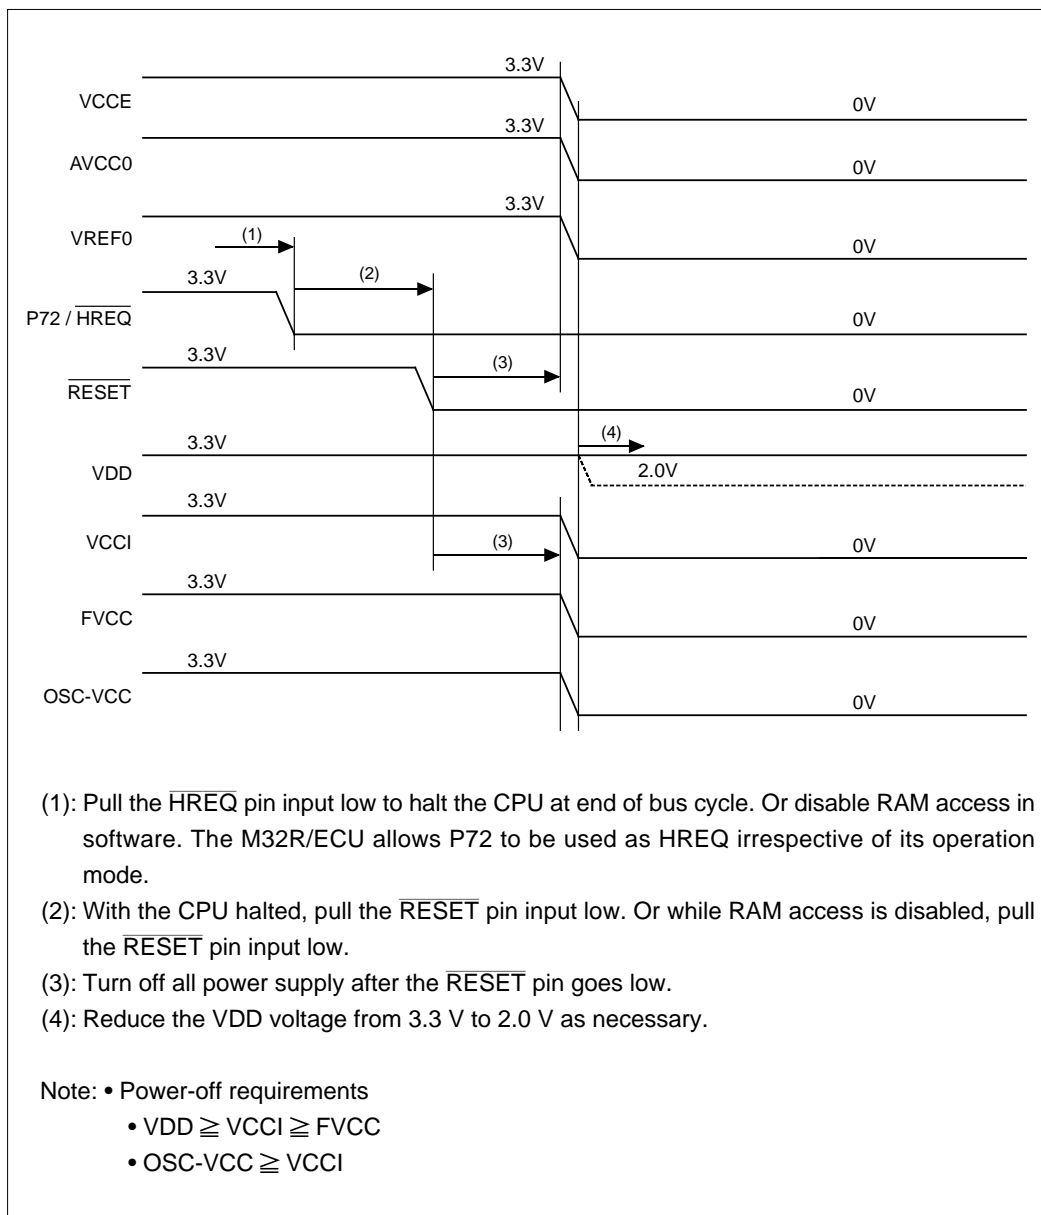 3.3V
VCCE
0V
3.3V
AVCC0
0V
3.3V
VREF0
(1)
0V
3.3V
(2)
P72 / HREQ
0V
3.3V
(3)
RESET
0V
3.3V
(4)
VDD
2.0V
3.3V
VCCI
(3)
0V
3.3V
FVCC
0V
3.3V
OSC-VCC
0V
(1): Pull the HREQ pin input low to halt the CPU at end of bus cycle. Or disable RAM access in
software. The M32R/ECU allows P72 to be used as HREQ irrespective of its operation
mode.
(2): With the CPU halted, pull the RESET pin input low. Or while RAM access is disabled, pull
the RESET pin input low.
(3): Turn off all power supply after the RESET pin goes low.
(4): Reduce the VDD voltage from 3.3 V to 2.0 V as necessary.
Note: • Power-off requirements
• VDD ≧ VCCI ≧ FVCC
• OSC-VCC ≧ VCCI